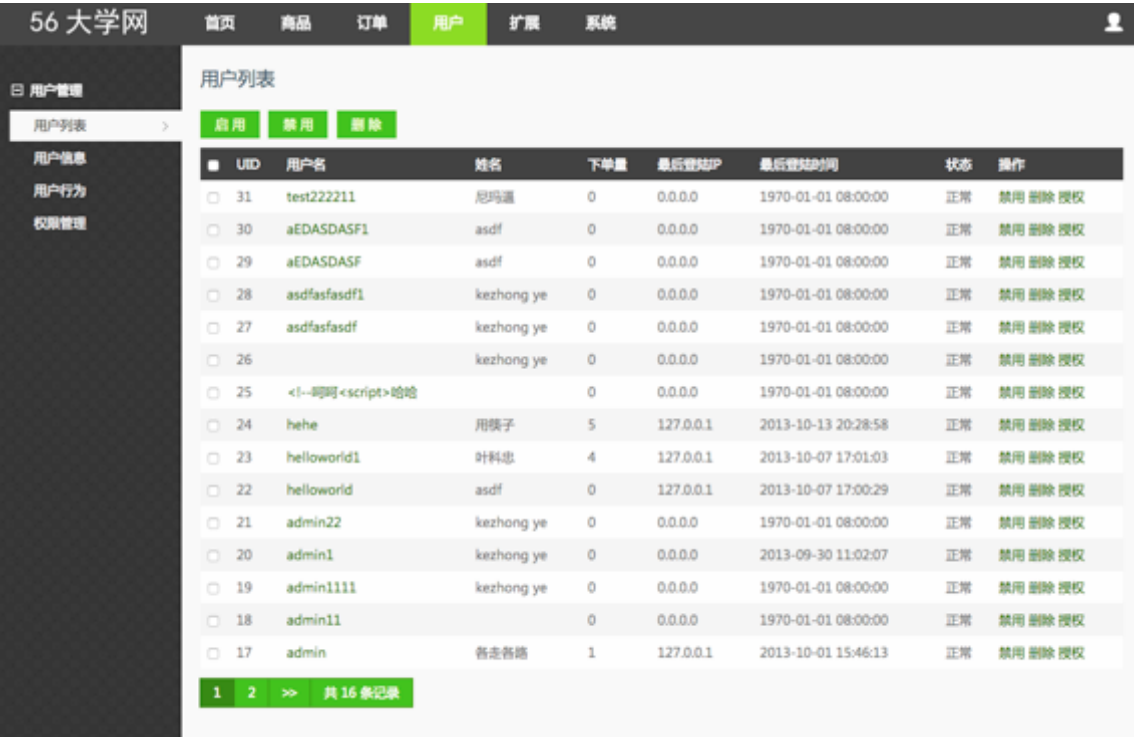 56 大学网 首页 商品 订单 用户 扩展 系统
用户管理
用户列表
用户信息
用户行为
权限管理
用户列表
启用 禁用 删除
UID 用户名 姓名 下单量 最后登陆IP 最后登陆时间 状态 操作
31 test222211 尼玛逼 0 0.0.0.0 1970-01-01 08:00:00 正常 禁用 删除 授权
30 aEDASDASF1 asdf 0 0.0.0.0 1970-01-01 08:00:00 正常 禁用 删除 授权
29 aEDASDASF asdf 0 0.0.0.0 1970-01-01 08:00:00 正常 禁用 删除 授权
28 asdfasfasdf1 kezhong ye 0 0.0.0.0 1970-01-01 08:00:00 正常 禁用 删除 授权
27 asdfasfasdf kezhong ye 0 0.0.0.0 1970-01-01 08:00:00 正常 禁用 删除 授权
26 kezhong ye 0 0.0.0.0 1970-01-01 08:00:00 正常 禁用 删除 授权
25 <!--呵呵<script>哈哈 0 0.0.0.0 1970-01-01 08:00:00 正常 禁用 删除 授权
24 hehe 用筷子 5 127.0.0.1 2013-10-13 20:28:58 正常 禁用 删除 授权
23 helloworld1 叶科忠 4 127.0.0.1 2013-10-07 17:01:03 正常 禁用 删除 授权
22 helloworld asdf 0 127.0.0.1 2013-10-07 17:00:29 正常 禁用 删除 授权
21 admin22 kezhong ye 0 0.0.0.0 1970-01-01 08:00:00 正常 禁用 删除 授权
20 admin1 kezhong ye 0 0.0.0.0 2013-09-30 11:02:07 正常 禁用 删除 授权
19 admin1111 kezhong ye 0 0.0.0.0 1970-01-01 08:00:00 正常 禁用 删除 授权
18 admin11 0 0.0.0.0 1970-01-01 08:00:00 正常 禁用 删除 授权
17 admin 各走各路 1 127.0.0.1 2013-10-01 15:46:13 正常 禁用 删除 授权
1 2 >> 共 16 条记录